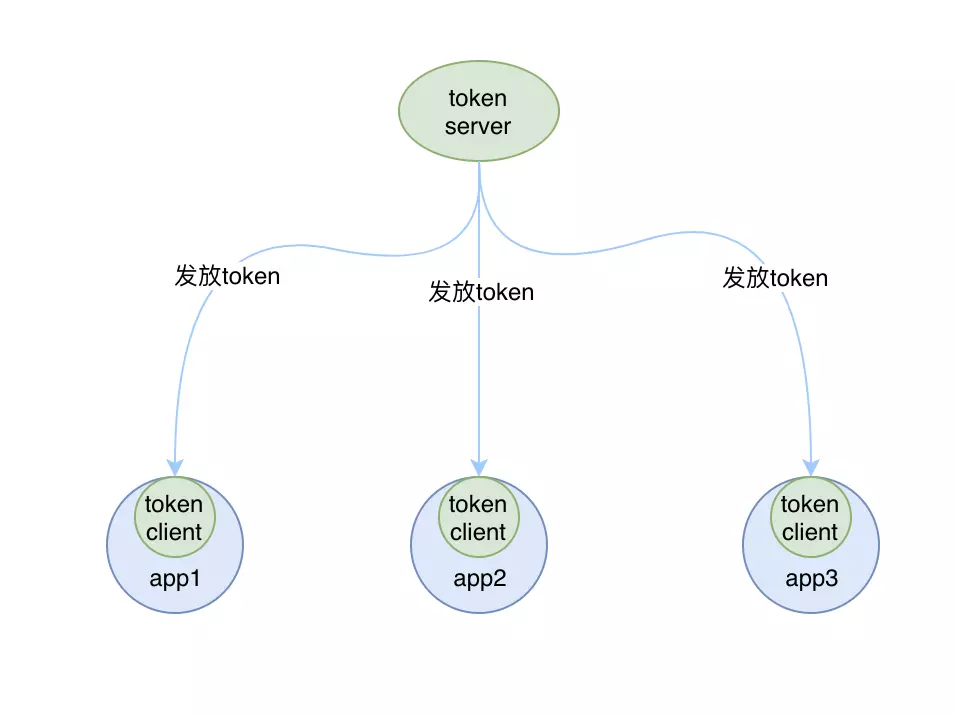 token
server
发放token
发放token
发放token
token
client
app1
token
client
app2
token
client
app3